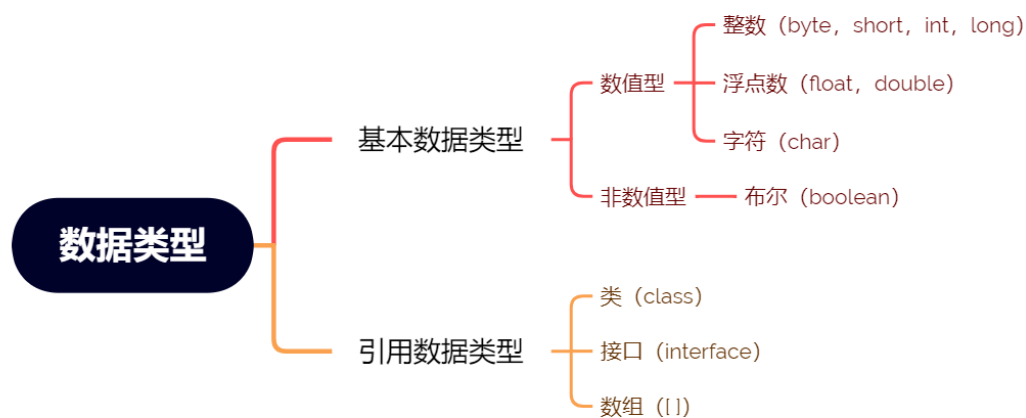 数据类型
基本数据类型
数值型
整数（byte，short，int，long）
浮点数（float，double）
字符（char）
非数值型
布尔（boolean）
引用数据类型
类（class）
接口（interface）
数组（[ ]）